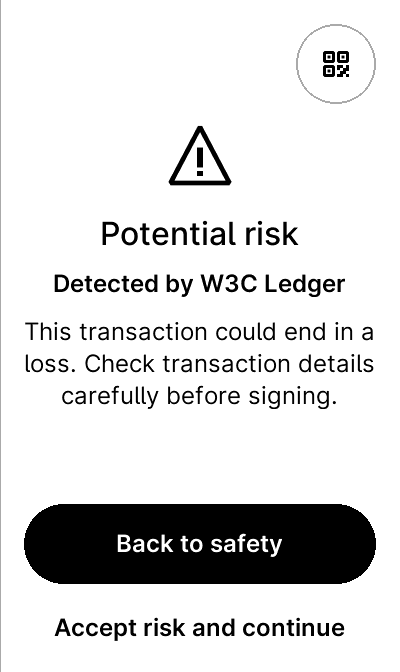 Potential risk
Detected by W3C Ledger
This transaction could end in a
loss. Check transaction details
carefully before signing.
Back to safety
Accept risk and continue